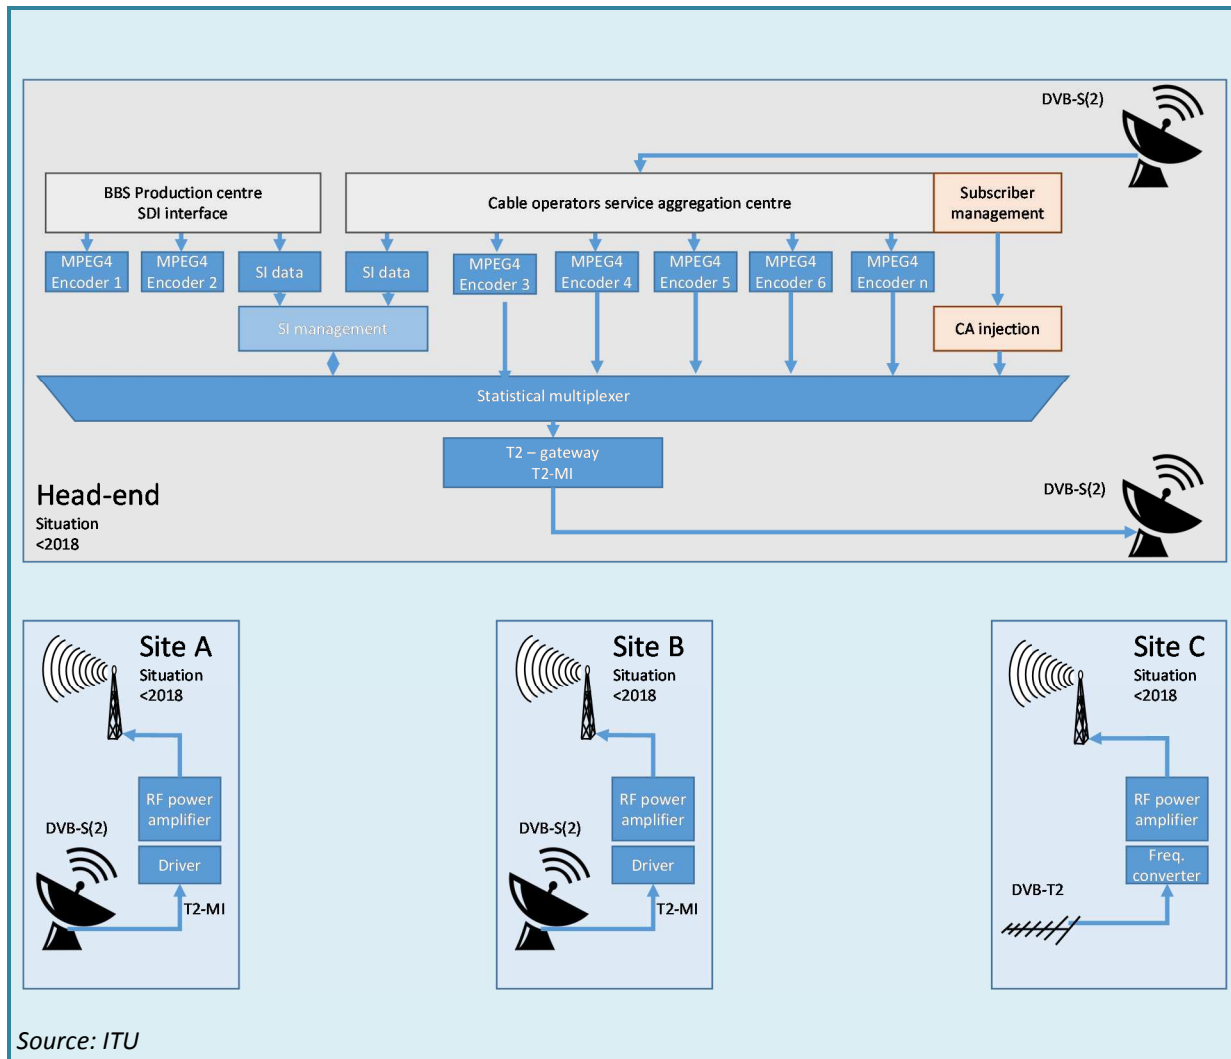 DVB-S(2)
BBS Production centre
SDI interface
Cable operators service aggregation centre
Subscriber
management
MPEG4
Encoder 1
MPEG4
Encoder 2
SI data
SI data
MPEG4
Encoder 3
MPEG4
Encoder 4
MPEG4
Encoder 5
MPEG4
Encoder 6
MPEG4
Encoder n
SI management
CA injection
Statistical multiplexer
T2 – gateway
T2-MI
Head-end
Situation
<2018
DVB-S(2)
Site A
Situation
<2018
RF power
amplifier
DVB-S(2)
Driver
T2-MI
Site B
Situation
<2018
RF power
amplifier
DVB-S(2)
Driver
T2-MI
Site C
Situation
<2018
RF power
amplifier
Freq.
converter
DVB-T2
Source: ITU